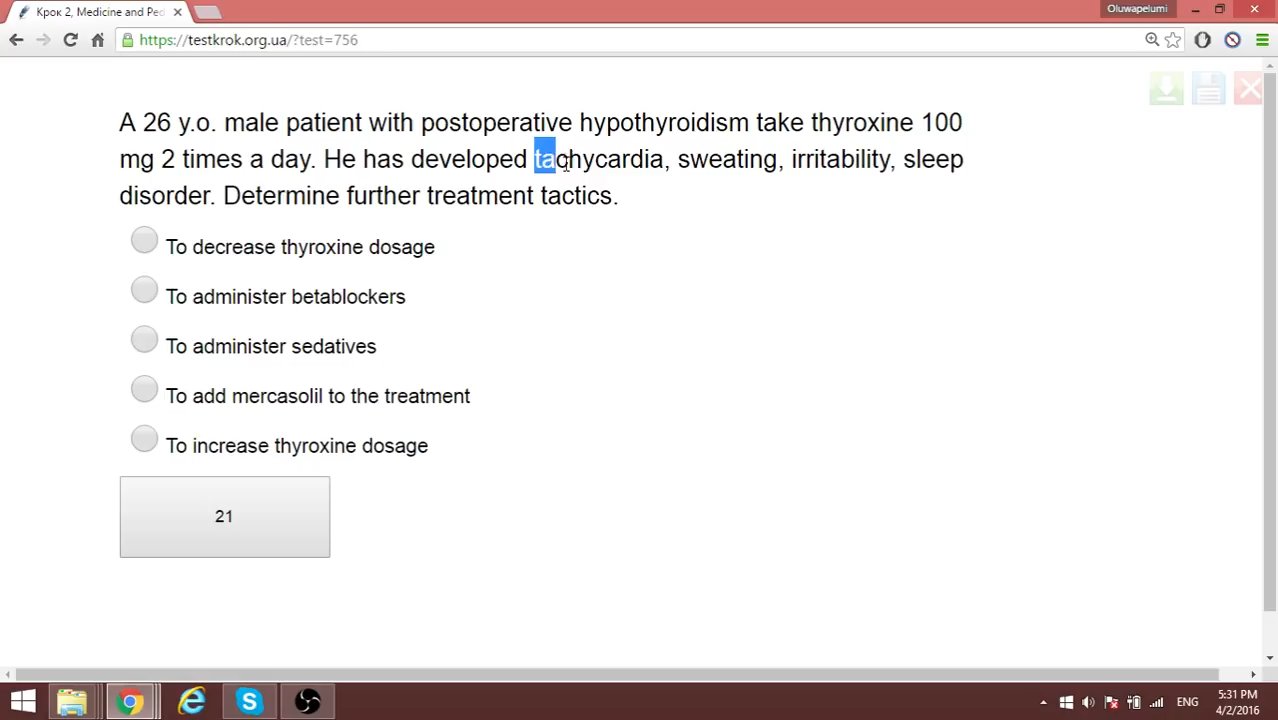 Крок 2, Medicine and Pedi
Oluwapelumi
https://testkrok.org.ua/?test=756
A 26 y.o. male patient with postoperative hypothyroidism take thyroxine 100
mg 2 times a day. He has developed tachycardia, sweating, irritability, sleep
disorder. Determine further treatment tactics.
To decrease thyroxine dosage
To administer betablockers
To administer sedatives
To add mercasolil to the treatment
To increase thyroxine dosage
21
ENG
5:31 PM
4/2/2016